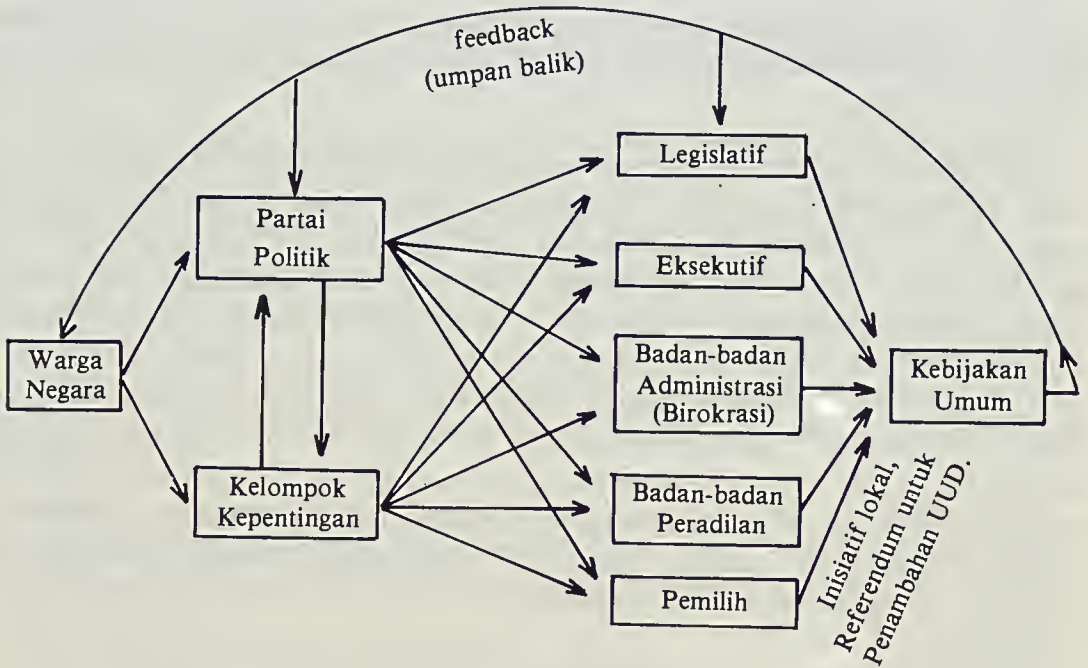 feedback
(umpan balik)
Legislatif
Partai
Politik
Eksekutif
Warga
Negara
Badan-badan
Administrasi
(Birokrasi)
Kebijakan
Umum
Kelompok
Kepentingan
Badan-badan
Peradilan
Pemilih
Inisiatif lokal,
Referendum untuk
Penambahan UUD.